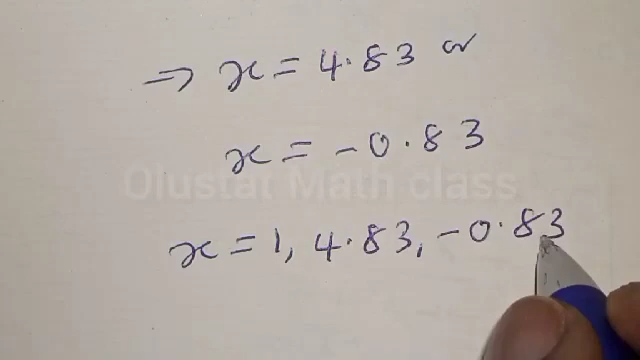 ⇒ x = 4.83 or
x = -0.83
Olustat Math class
x = 1, 4.83, -0.83